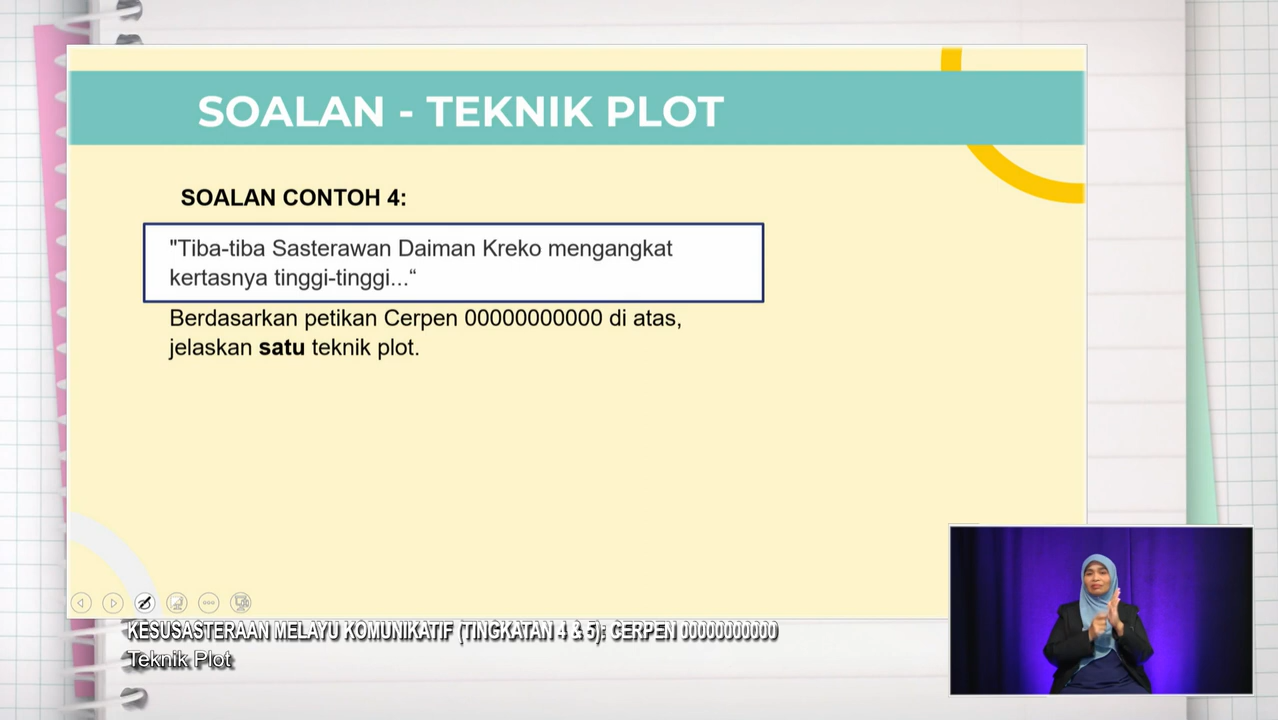 SOALAN - TEKNIK PLOT
SOALAN CONTOH 4:
"Tiba-tiba Sasterawan Daiman Kreko mengangkat
kertasnya tinggi-tinggi...“
Berdasarkan petikan Cerpen 00000000000 di atas,
jelaskan satu teknik plot.
KESUSASTERAAN MELAYU KOMUNIKATIF (TINGKATAN 4 & 5): CERPEN 00000000000
Teknik Plot